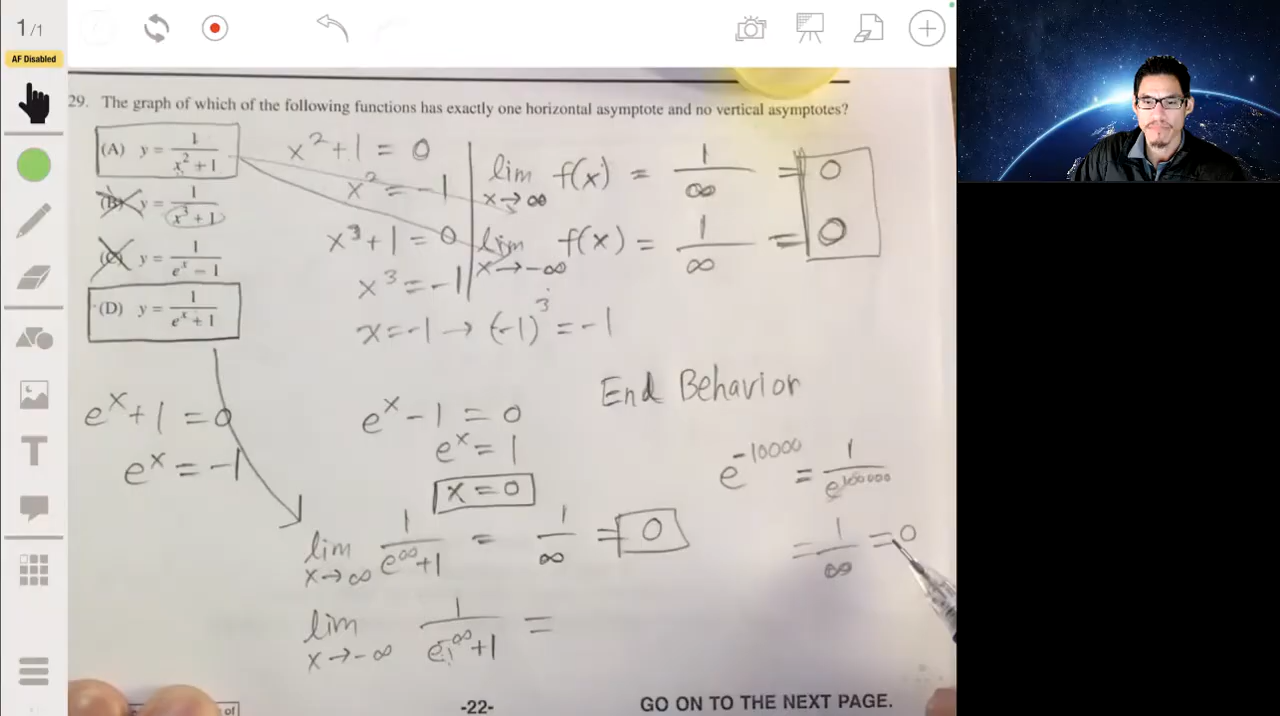 1/1
AF Disabled
29. The graph of which of the following functions has exactly one horizontal asymptote and no vertical asymptotes?
(A) y = 1/(x² + 1)
(B) y = 1/(x³ + 1)
(C) y = 1/(eˣ − 1)
(D) y = 1/(eˣ + 1)
x² + 1 = 0
x² = −1
x³ + 1 = 0
x³ = −1
x = −1 → (−1)³ = −1
lim x→∞ f(x) = 1/∞ = 0
lim x→−∞ f(x) = 1/∞ = 0
End Behavior
eˣ + 1 = 0
eˣ = −1
eˣ − 1 = 0
eˣ = 1
x = 0
e^−10000 = 1/e^100000
= 1/∞ = 0
lim x→∞ 1/(e^∞ + 1) = 1/∞ = 0
lim x→−∞ 1/(e^−∞ + 1) =
of
-22-
GO ON TO THE NEXT PAGE.
T